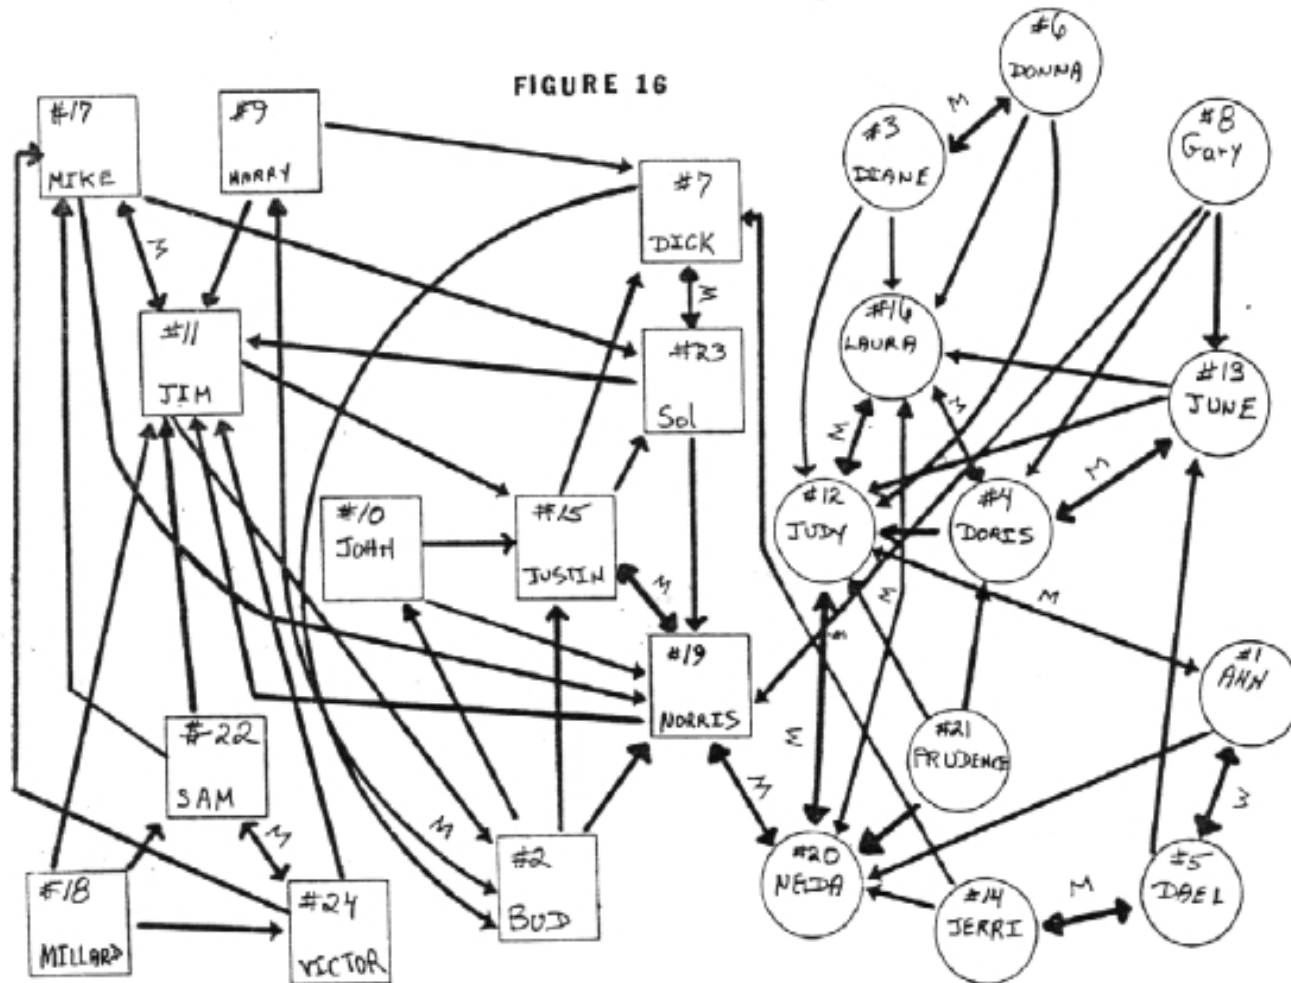 FIGURE 16
#6
DONNA
#17
MIKE
#9
HARRY
M
#3
DIANE
#8
Gary
#7
DICK
M
M
#11
JIM
#16
LAURA
#23
Sol
#13
JUNE
M
M
M
#10
JOHN
#15
JUSTIN
#12
JUDY
#4
DORIS
M
M
M
#19
NORRIS
#1
ANN
M
#21
PRUDENCE
#22
SAM
M
M
M
M
#18
MILLARD
#24
VICTOR
#2
BUD
#20
NEIDA
#14
JERRI
M
#5
DAEL